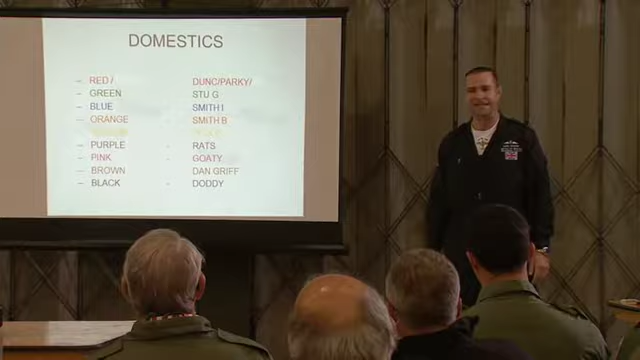 DOMESTICS
– RED / DUNC/PARKY/
– GREEN STU G
– BLUE - SMITH I
– ORANGE - SMITH B
– PURPLE - RATS
– PINK - GOATY
– BROWN - DAN GRIFF
– BLACK - DODDY